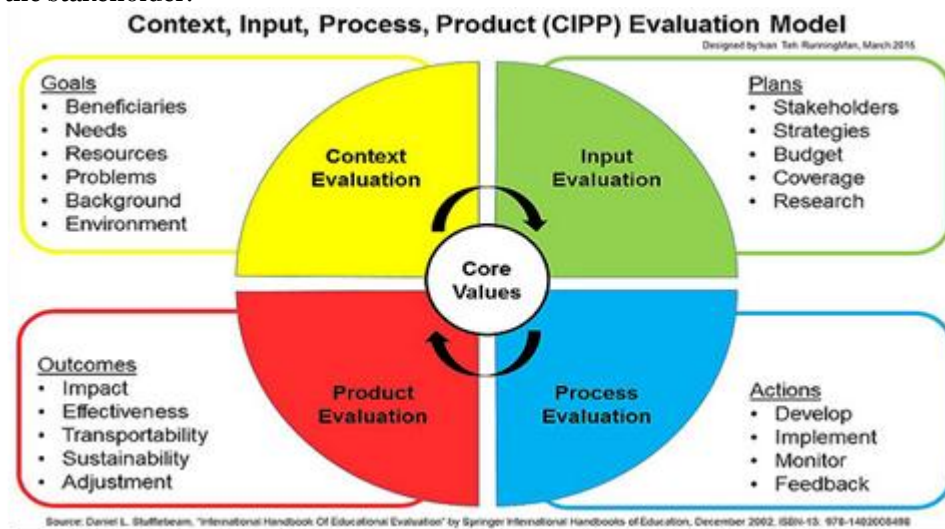 the stakeholder.
Context, Input, Process, Product (CIPP) Evaluation Model
Designed by Ivan Teh RunningMan, March 2015
Goals
• Beneficiaries
• Needs
• Resources
• Problems
• Background
• Environment
Context
Evaluation
Input
Evaluation
Plans
• Stakeholders
• Strategies
• Budget
• Coverage
• Research
Core
Values
Outcomes
• Impact
• Effectiveness
• Transportability
• Sustainability
• Adjustment
Product
Evaluation
Process
Evaluation
Actions
• Develop
• Implement
• Monitor
• Feedback
Source: Daniel L. Stufflebeam, "International Handbook Of Educational Evaluation" by Springer International Handbooks of Education, December 2002, ISBN-13: 978-1402008498